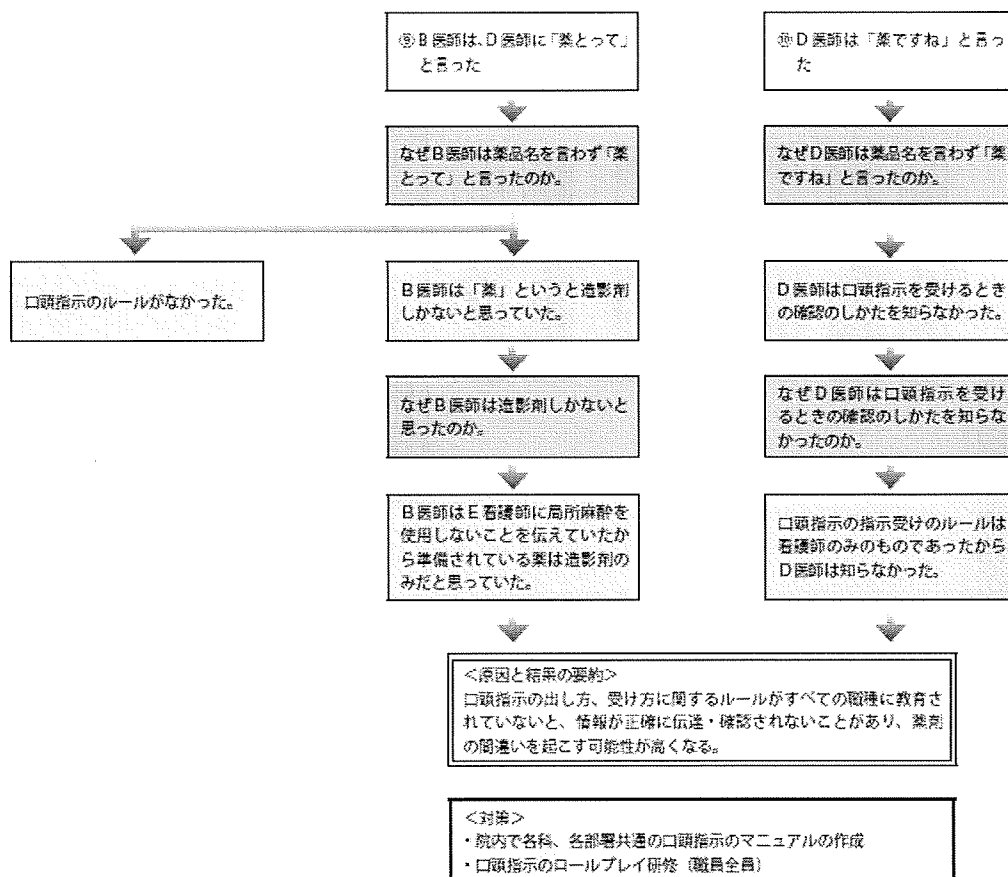 ⑨B医師は、D医師に「薬とって」
と言った
⑩D医師は「薬ですね」と言っ
た
なぜB医師は薬品名を言わず「薬
とって」と言ったのか。
なぜD医師は薬品名を言わず「薬
ですね」と言ったのか。
口頭指示のルールがなかった。
B医師は「薬」というと造影剤
しかないと思っていた。
D医師は口頭指示を受けるとき
の確認のしかたを知らなかった。
なぜB医師は造影剤しかないと
思ったのか。
なぜD医師は口頭指示を受け
るときの確認のしかたを知らな
かったのか。
B医師はE看護師に局所麻酔を
使用しないことを伝えていたか
ら準備されている薬は造影剤の
みだと思っていた。
口頭指示の指示受けのルールは
看護師のみのものであったから
D医師は知らなかった。
<原因と結果の要約>
口頭指示の出し方、受け方に関するルールがすべての職種に教育さ
れていないと、情報が正確に伝達・確認されないことがあり、薬剤
の間違いを起こす可能性が高くなる。
<対策>
・院内で各科、各部署共通の口頭指示のマニュアルの作成
・口頭指示のロールプレイ研修（職員全員）